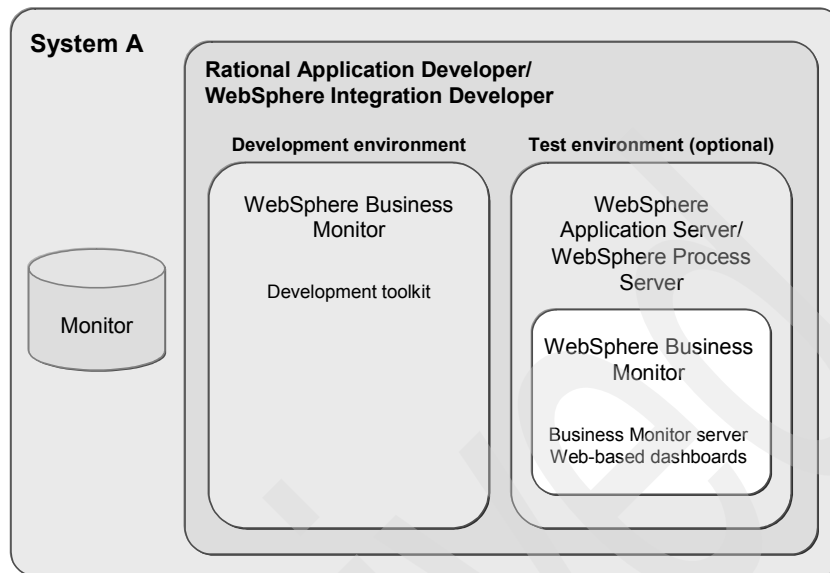 System A
Rational Application Developer/
WebSphere Integration Developer
Development environment
Test environment (optional)
WebSphere Business
Monitor
Development toolkit
WebSphere
Application Server/
WebSphere Process
Server
WebSphere Business
Monitor
Business Monitor server
Web-based dashboards
Monitor